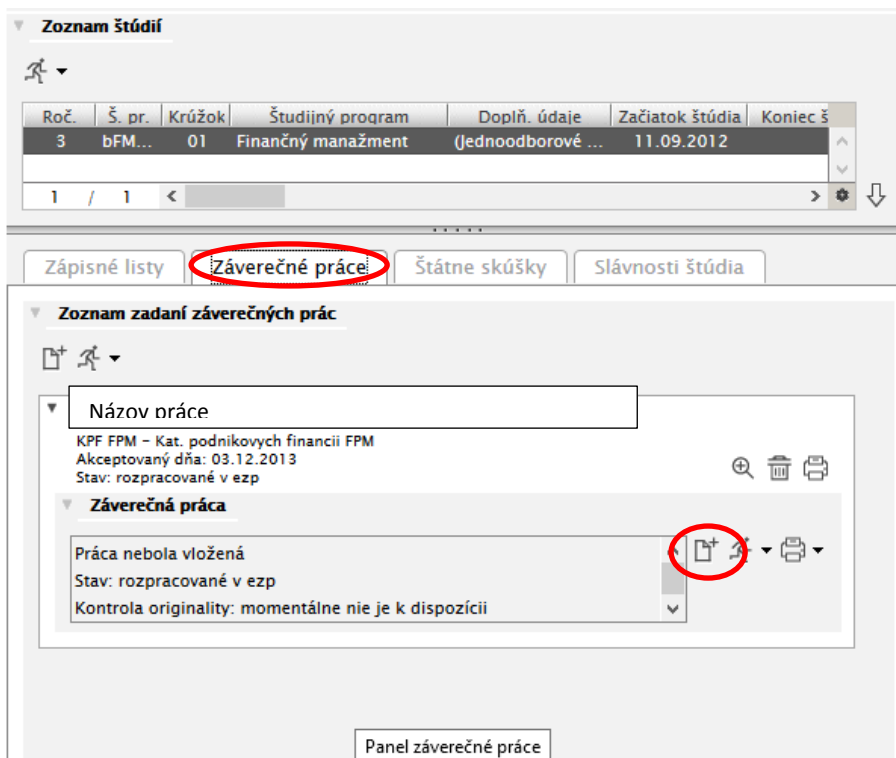 Zoznam štúdií
Roč. Š. pr. Krúžok Študijný program Doplň. údaje Začiatok štúdia Koniec š
3 bFM... 01 Finančný manažment (Jednoodborové ... 11.09.2012
1 / 1
Zápisné listy Záverečné práce Štátne skúšky Slávnosti štúdia
Zoznam zadaní záverečných prác
Názov práce
KPF FPM - Kat. podnikovych financii FPM
Akceptovaný dňa: 03.12.2013
Stav: rozpracované v ezp
Záverečná práca
Práca nebola vložená
Stav: rozpracované v ezp
Kontrola originality: momentálne nie je k dispozícii
Panel záverečné práce